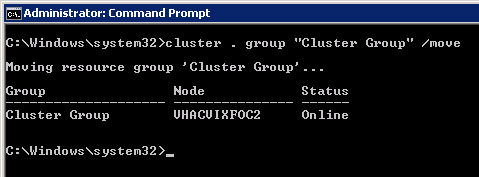 Administrator: Command Prompt
C:\Windows\system32>cluster . group "Cluster Group" /move
Moving resource group 'Cluster Group'...
Group Node Status
-------------------- --------------- ------
Cluster Group VHACVIXFOC2 Online
C:\Windows\system32>_